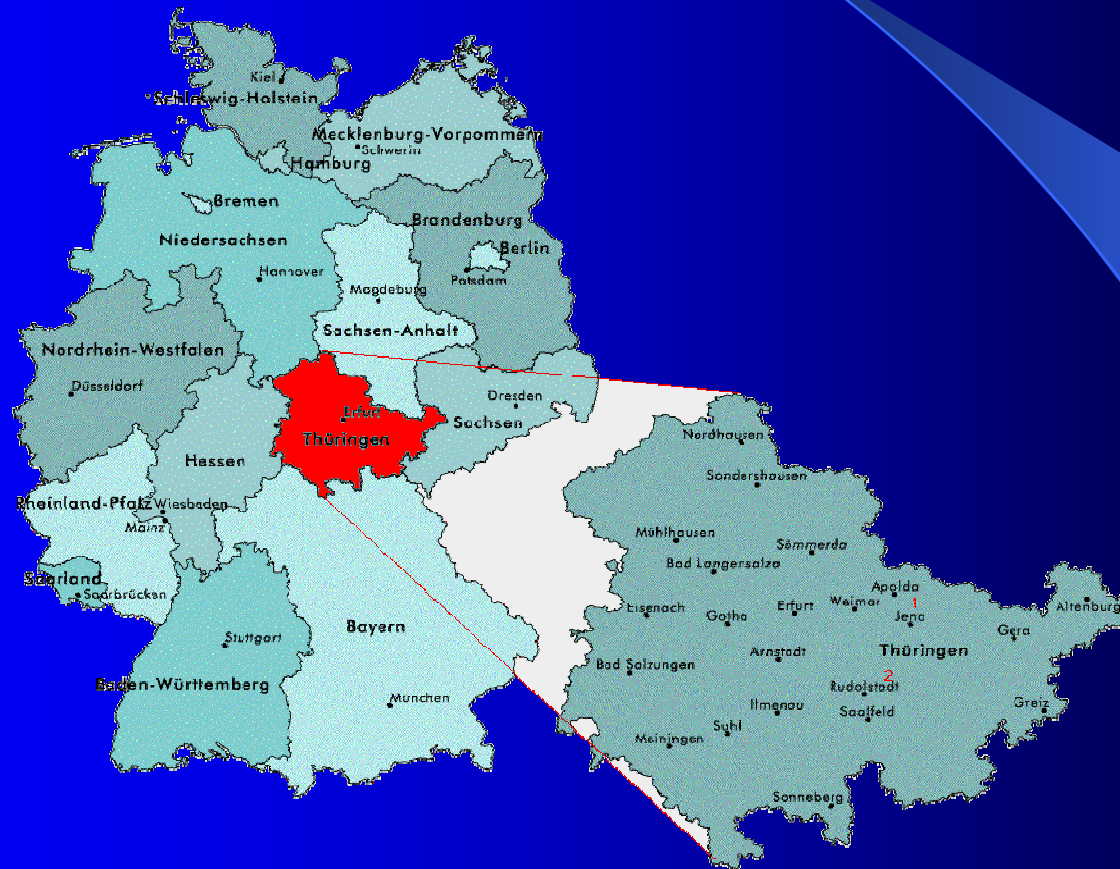 Kiel
Schleswig-Holstein
Mecklenburg-Vorpommern
Schwerin
Hamburg
Bremen
Brandenburg
Niedersachsen
Berlin
Hannover
Potsdam
Magdeburg
Sachsen-Anhalt
Nordrhein-Westfalen
Düsseldorf
Dresden
Erfurt
Sachsen
Thüringen
Hessen
Rheinland-Pfalz
Wiesbaden
Mainz
Saarland
Saarbrücken
Bayern
Stuttgart
Baden-Württemberg
München
Nordhausen
Sondershausen
Mühlhausen
Sömmerda
Bad Langensalza
Apolda
Eisenach
Gotha
Erfurt
Weimar
1
Jena
Altenburg
Gera
Arnstadt
Thüringen
Bad Salzungen
2
Rudolstadt
Ilmenau
Saalfeld
Greiz
Suhl
Meiningen
Sonneberg